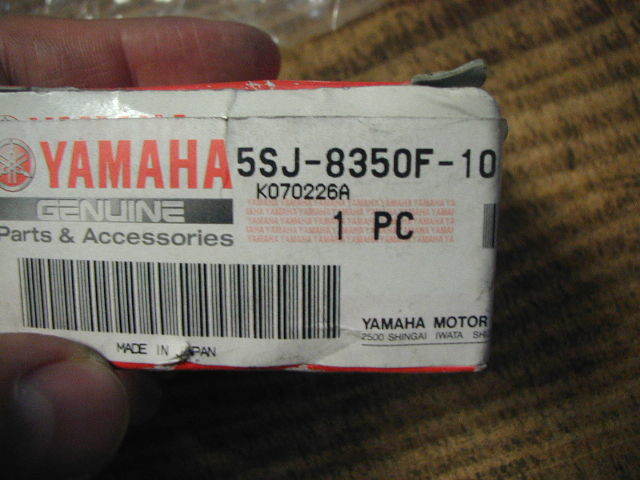 YAMAHA 5SJ-8350F-10
K070226A
GENUINE
1 PC
Parts & Accessories
YAMAHA MOTOR
2500 SHINGAI IWATA
MADE IN JAPAN